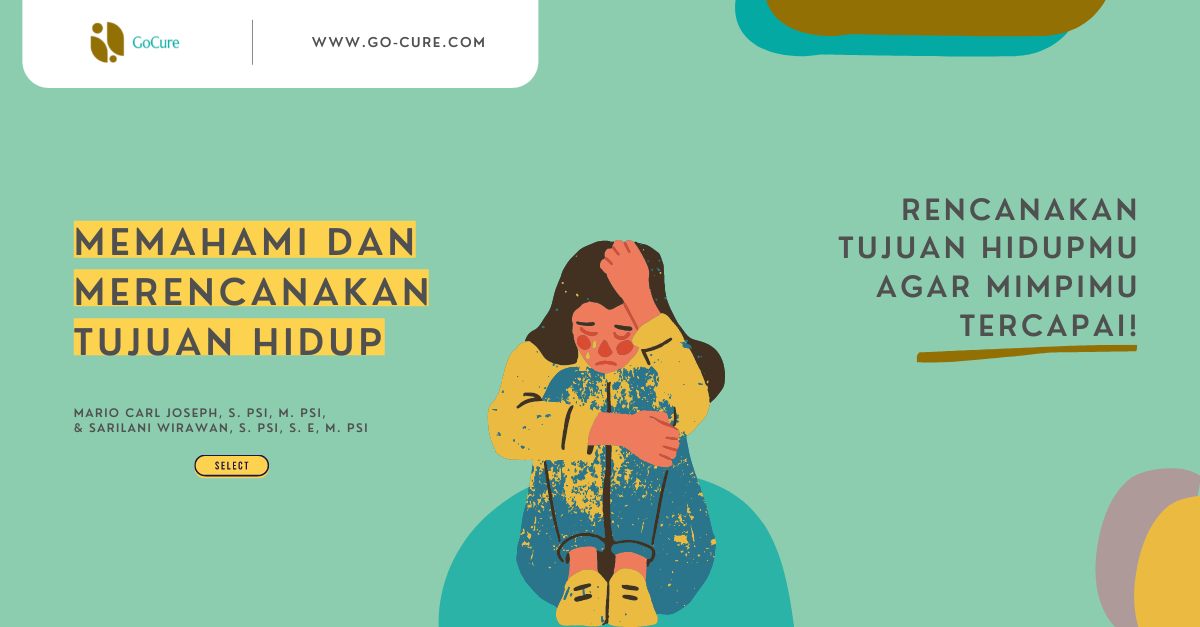 GoCure
WWW.GO-CURE.COM
MEMAHAMI DAN
MERENCANAKAN
TUJUAN HIDUP
MARIO CARL JOSEPH, S. PSI, M. PSI,
& SARILANI WIRAWAN, S. PSI, S. E, M. PSI
SELECT
RENCANAKAN
TUJUAN HIDUPMU
AGAR MIMPIMU
TERCAPAI!